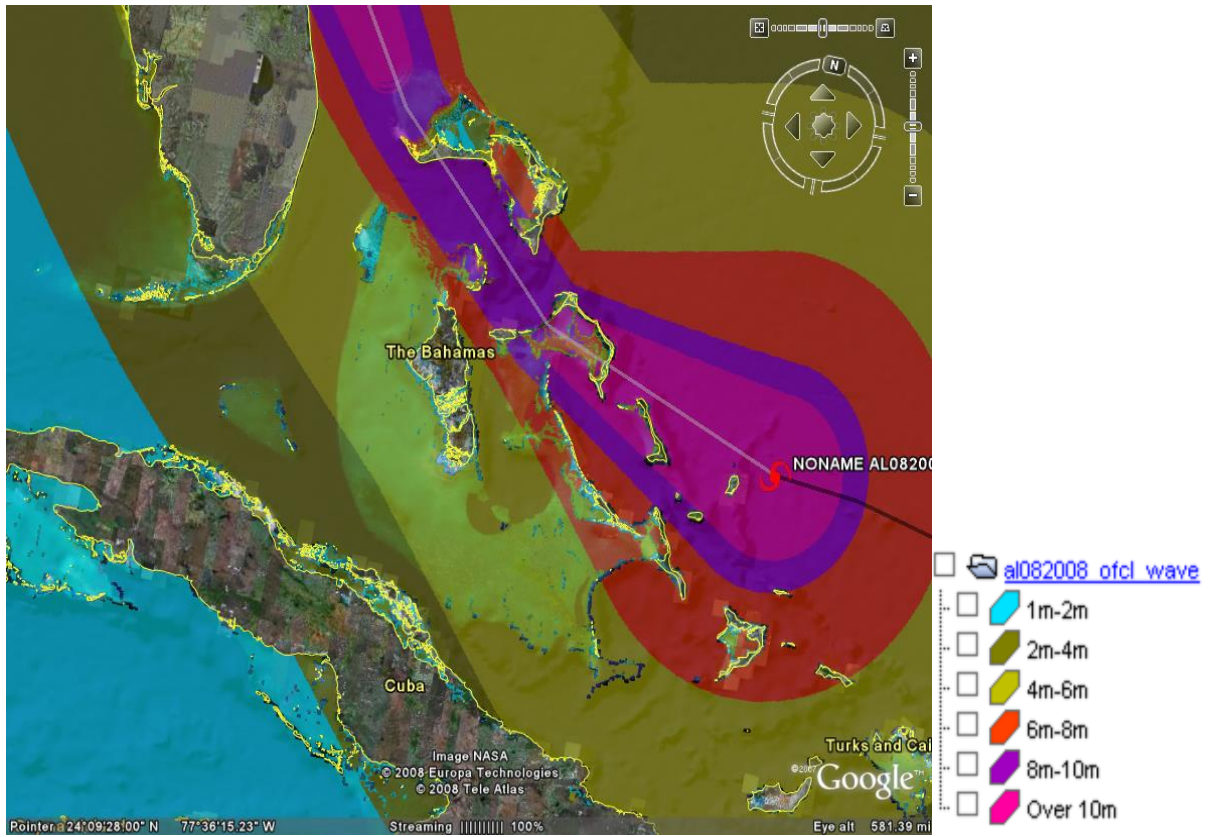 N
The Bahamas
NONAME AL08200
Cuba
Image NASA
© 2008 Europa Technologies
© 2008 Tele Atlas
Turks and Cai
©2007 Google™
Pointer 24°09'28.00" N 77°36'15.23" W
Streaming |||||||||| 100%
Eye alt 581.39 mi
al082008_ofcl_wave
1m-2m
2m-4m
4m-6m
6m-8m
8m-10m
Over 10m